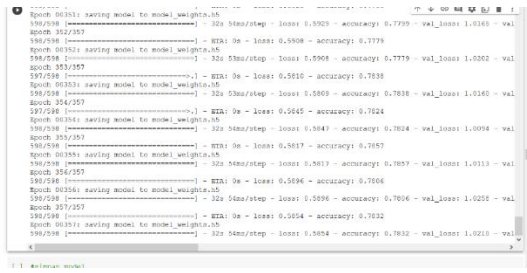 Epoch 00351: saving model to model_weights.h5
598/598 [==============================] - 32s 54ms/step - loss: 0.5929 - accuracy: 0.7799 - val_loss: 1.0165 - val
Epoch 352/357
598/598 [==============================] - ETA: 0s - loss: 0.5908 - accuracy: 0.7779
Epoch 00352: saving model to model_weights.h5
598/598 [==============================] - 32s 53ms/step - loss: 0.5908 - accuracy: 0.7779 - val_loss: 1.0202 - val
Epoch 353/357
597/598 [=============================>.] - ETA: 0s - loss: 0.5810 - accuracy: 0.7838
Epoch 00353: saving model to model_weights.h5
598/598 [==============================] - 32s 53ms/step - loss: 0.5809 - accuracy: 0.7838 - val_loss: 1.0160 - val
Epoch 354/357
597/598 [=============================>.] - ETA: 0s - loss: 0.5845 - accuracy: 0.7824
Epoch 00354: saving model to model_weights.h5
598/598 [==============================] - 32s 54ms/step - loss: 0.5847 - accuracy: 0.7824 - val_loss: 1.0094 - val
Epoch 355/357
598/598 [==============================] - ETA: 0s - loss: 0.5817 - accuracy: 0.7857
Epoch 00355: saving model to model_weights.h5
598/598 [==============================] - 32s 54ms/step - loss: 0.5817 - accuracy: 0.7857 - val_loss: 1.0113 - val
Epoch 356/357
598/598 [==============================] - ETA: 0s - loss: 0.5896 - accuracy: 0.7806
Epoch 00356: saving model to model_weights.h5
598/598 [==============================] - 32s 54ms/step - loss: 0.5896 - accuracy: 0.7806 - val_loss: 1.0258 - val
Epoch 357/357
598/598 [==============================] - ETA: 0s - loss: 0.5854 - accuracy: 0.7832
Epoch 00357: saving model to model_weights.h5
598/598 [==============================] - 32s 54ms/step - loss: 0.5854 - accuracy: 0.7832 - val_loss: 1.0210 - val